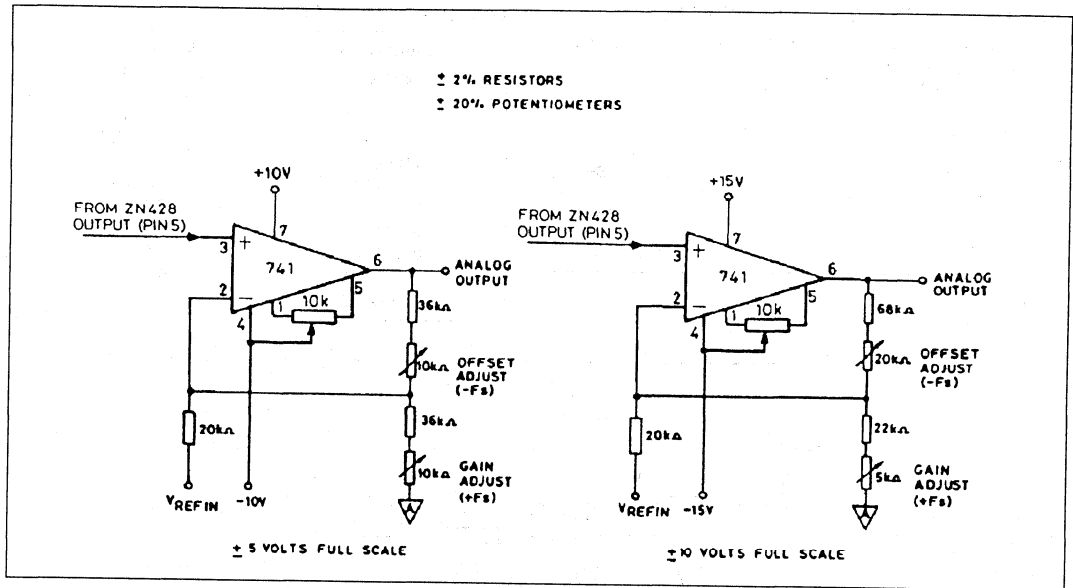 ± 2% RESISTORS
± 20% POTENTIOMETERS
+10V
FROM ZN428
OUTPUT (PIN 5)
7
3
+
741
6
ANALOG
OUTPUT
2
−
4
1
10k
5
36kΩ
10kΩ
OFFSET
ADJUST
(-Fs)
20kΩ
36kΩ
10kΩ
GAIN
ADJUST
(+Fs)
VREFIN
-10V
A
± 5 VOLTS FULL SCALE
+15V
FROM ZN428
OUTPUT (PIN 5)
7
3
+
741
6
ANALOG
OUTPUT
2
−
4
1
10k
5
68kΩ
20kΩ
OFFSET
ADJUST
(-Fs)
20kΩ
22kΩ
5kΩ
GAIN
ADJUST
(+Fs)
VREFIN
-15V
A
±10 VOLTS FULL SCALE